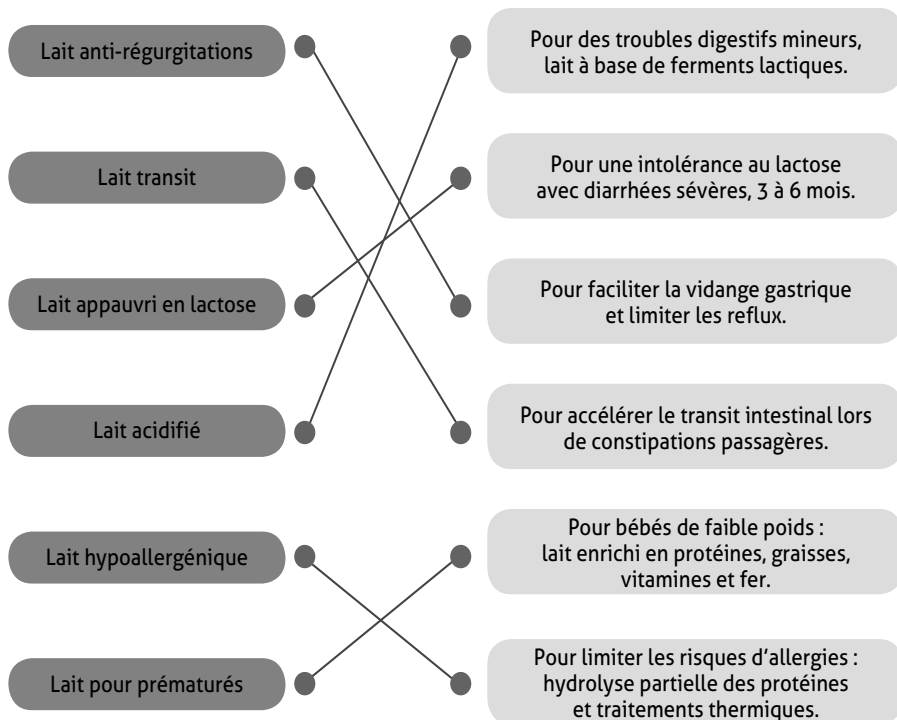 Lait anti-régurgitations
Pour des troubles digestifs mineurs,
lait à base de ferments lactiques.
Lait transit
Pour une intolérance au lactose
avec diarrhées sévères, 3 à 6 mois.
Lait appauvri en lactose
Pour faciliter la vidange gastrique
et limiter les reflux.
Lait acidifié
Pour accélérer le transit intestinal lors
de constipations passagères.
Lait hypoallergénique
Pour bébés de faible poids :
lait enrichi en protéines, graisses,
vitamines et fer.
Lait pour prématurés
Pour limiter les risques d’allergies :
hydrolyse partielle des protéines
et traitements thermiques.